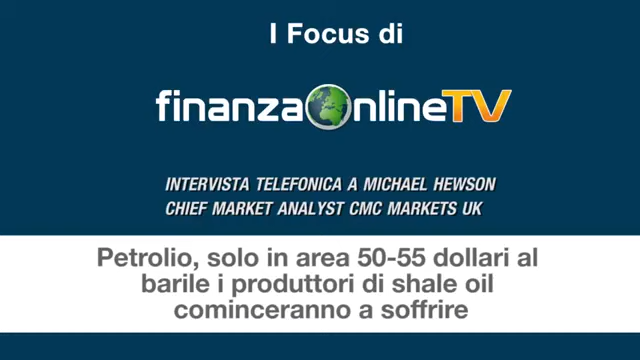 I Focus di
finanzaOnlineTV
INTERVISTA TELEFONICA A MICHAEL HEWSON
CHIEF MARKET ANALYST CMC MARKETS UK
Petrolio, solo in area 50-55 dollari al
barile i produttori di shale oil
cominceranno a soffrire